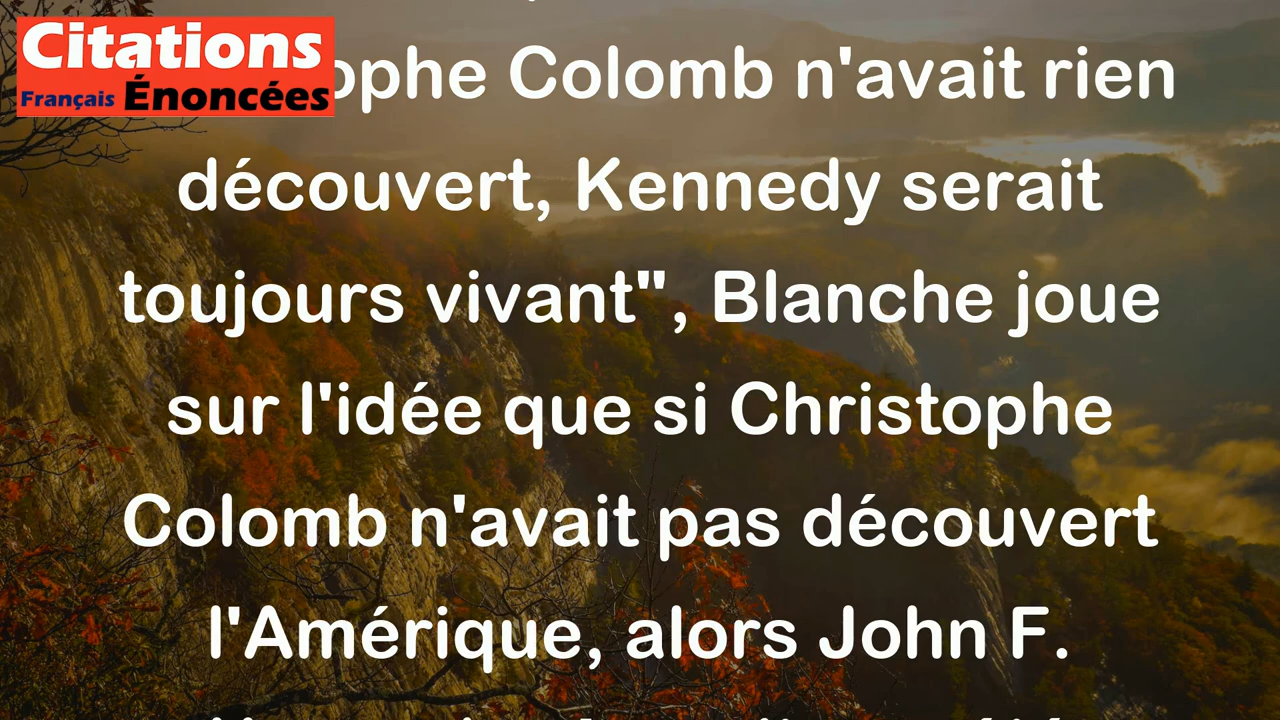 Citations
Français Énoncées
ophe Colomb n'avait rien
découvert, Kennedy serait
toujours vivant", Blanche joue
sur l'idée que si Christophe
Colomb n'avait pas découvert
l'Amérique, alors John F.